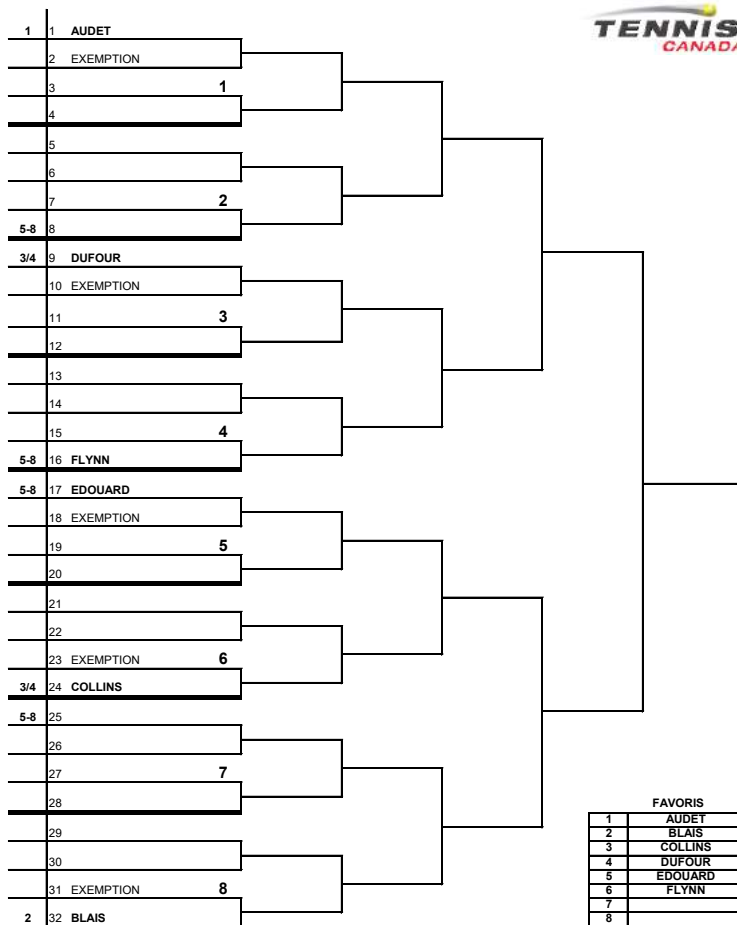 TENNIS
CANADA
1 1 AUDET
2 EXEMPTION
3 1
4
5
6
7 2
5-8 8
3/4 9 DUFOUR
10 EXEMPTION
11 3
12
13
14
15 4
5-8 16 FLYNN
5-8 17 EDOUARD
18 EXEMPTION
19 5
20
21
22
23 EXEMPTION 6
3/4 24 COLLINS
5-8 25
26
27 7
28
29
30
31 EXEMPTION 8
2 32 BLAIS
FAVORIS
1 AUDET
2 BLAIS
3 COLLINS
4 DUFOUR
5 EDOUARD
6 FLYNN
7
8